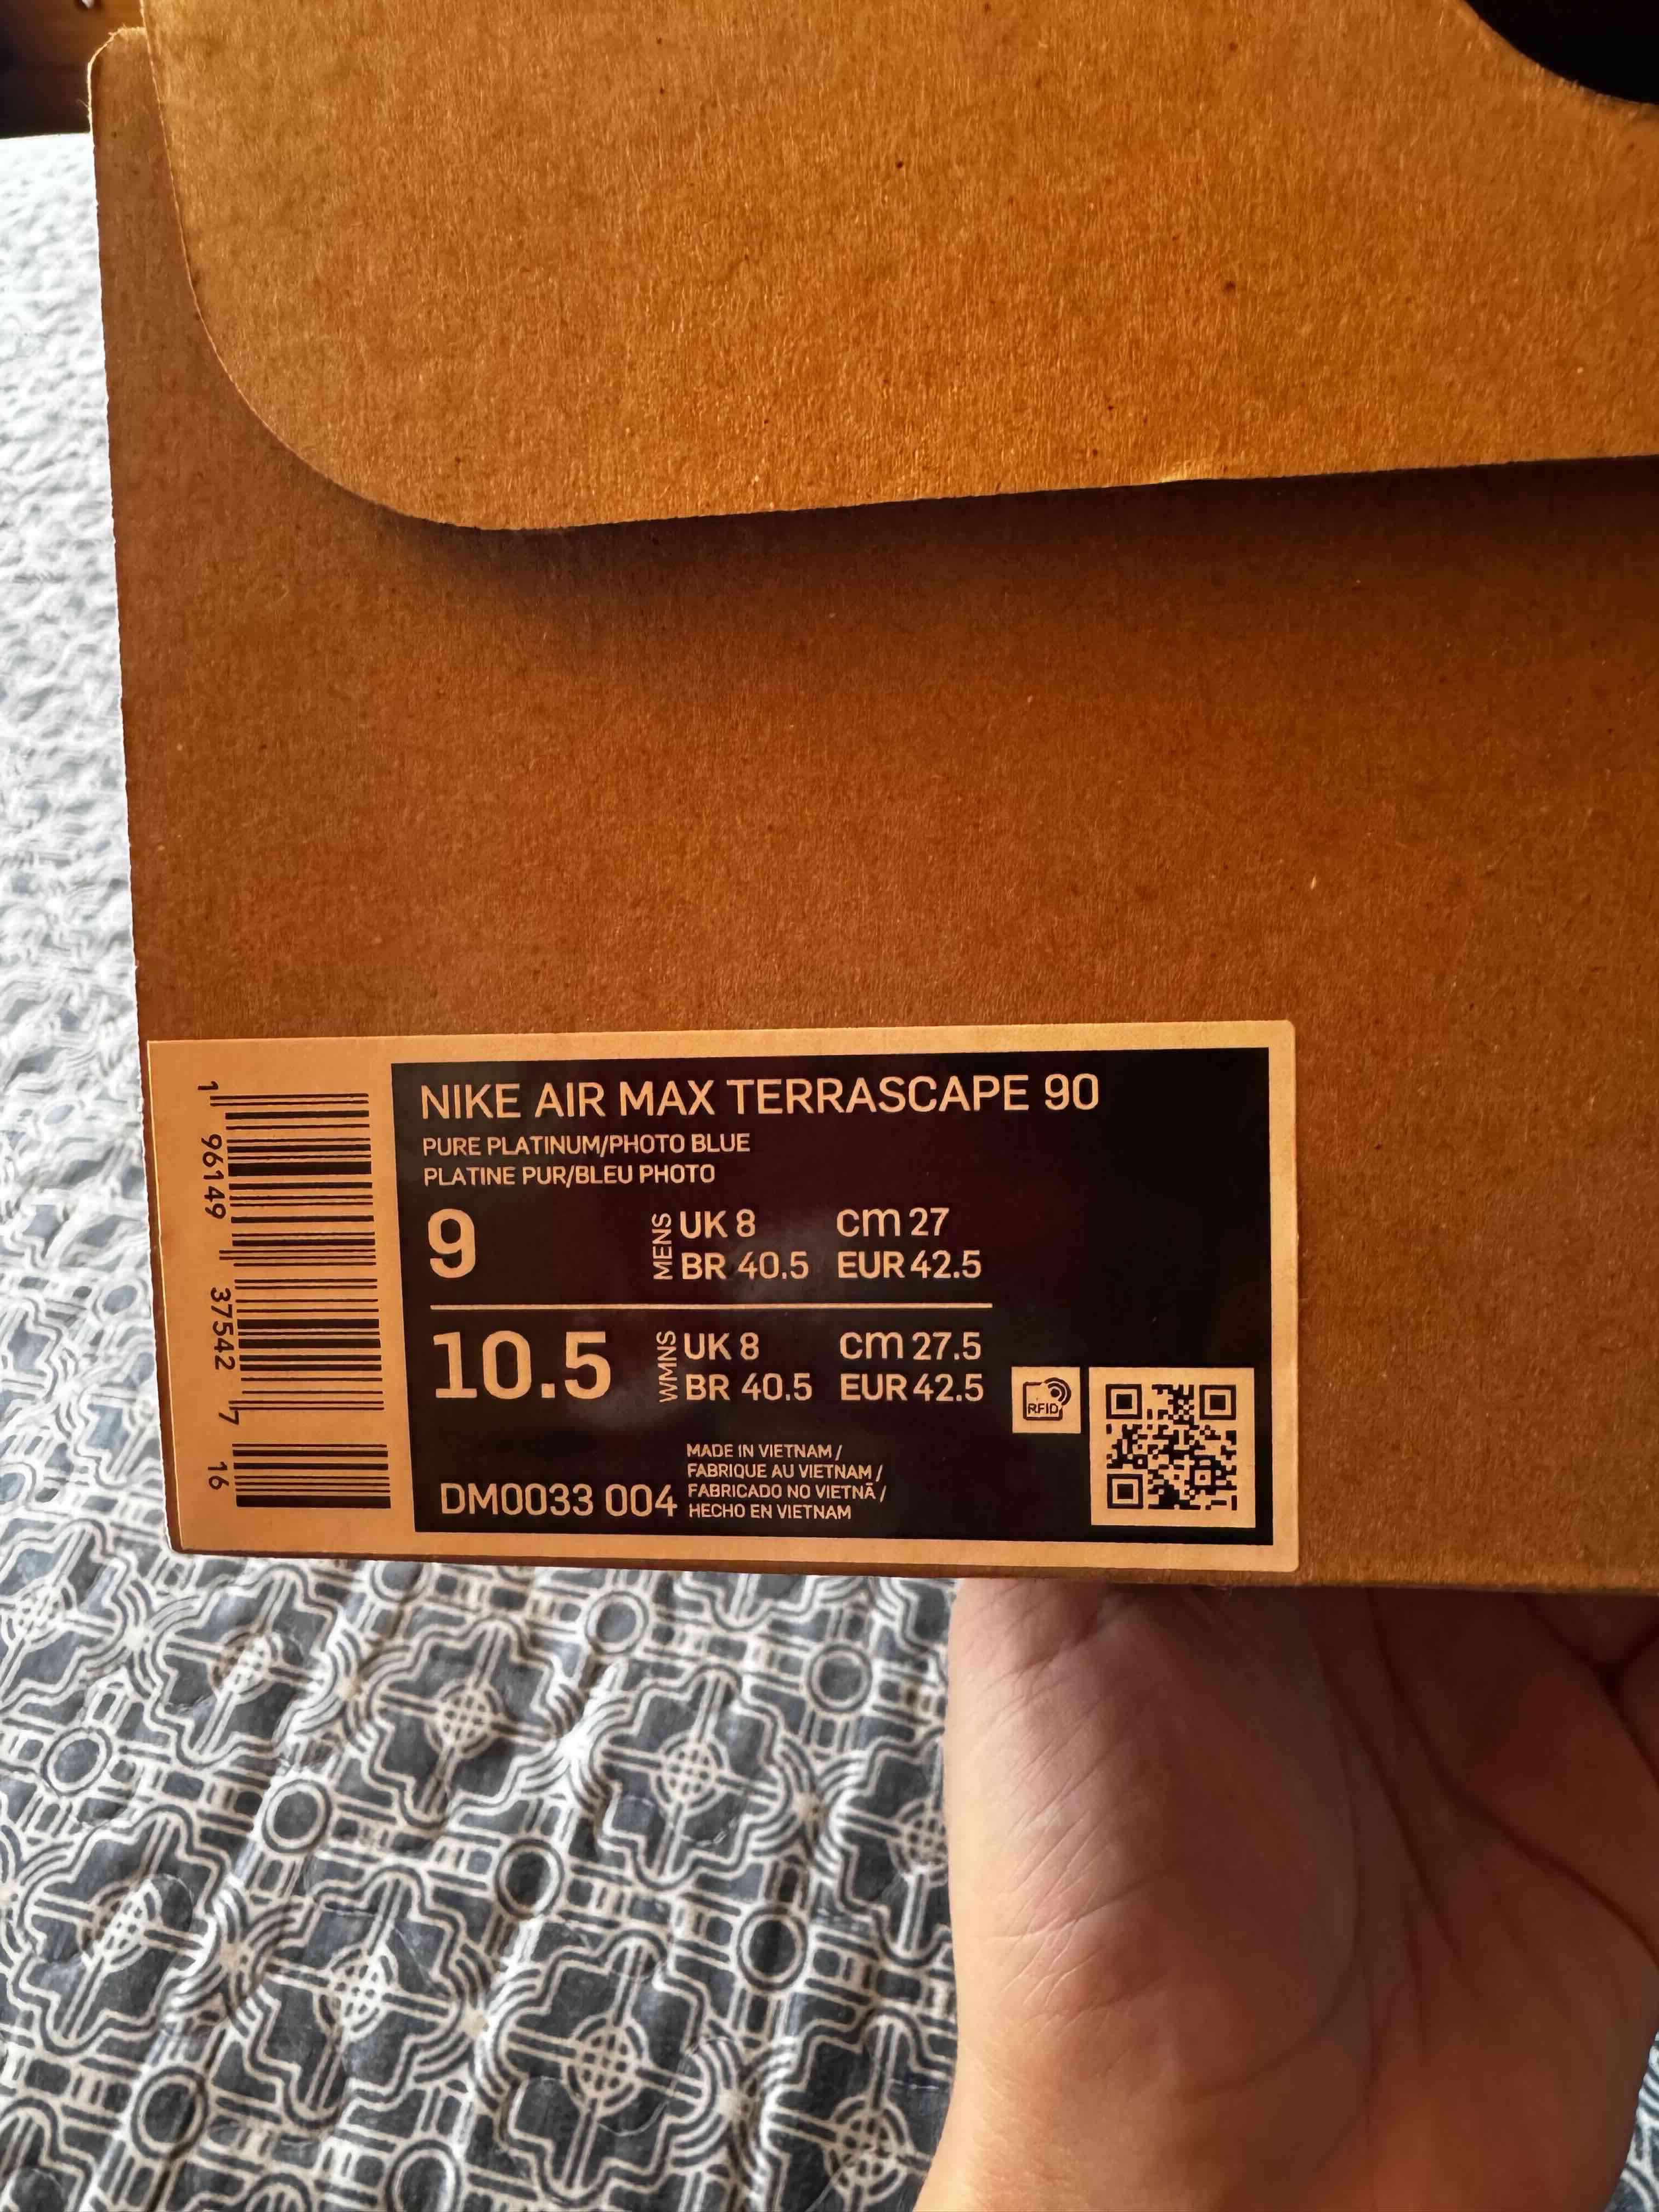 NIKE AIR MAX TERRASCAPE 90
PURE PLATINUM/PHOTO BLUE
PLATINE PUR/BLEU PHOTO
9
MENS
UK 8 cm 27
BR 40.5 EUR 42.5
10.5
WMNS
UK 8 cm 27.5
BR 40.5 EUR 42.5
RFID
DM0033 004
MADE IN VIETNAM /
FABRIQUE AU VIETNAM /
FABRICADO NO VIETNÃ /
HECHO EN VIETNAM
1 96149 37542 7 16